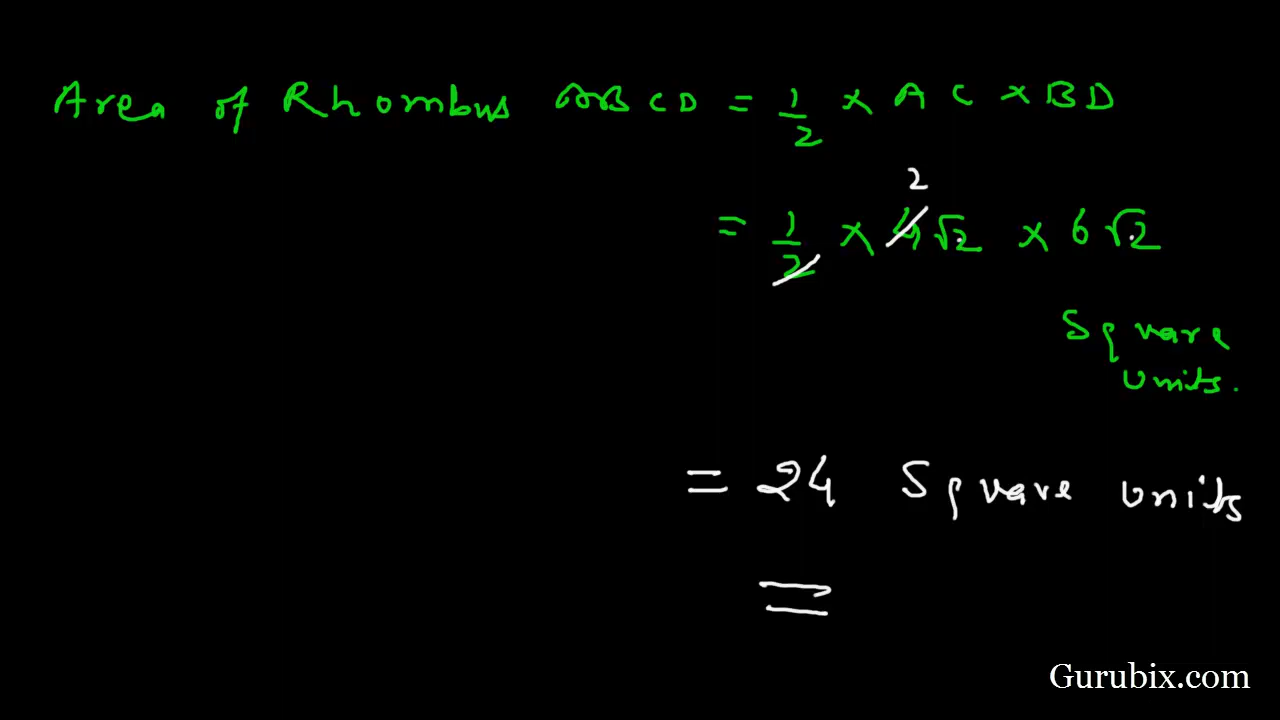 Area of Rhombus ABCD = 1/2 × AC × BD
2
= 1/2 × 4√2 × 6√2
Square
units.
= 24 Square units
Gurubix.com